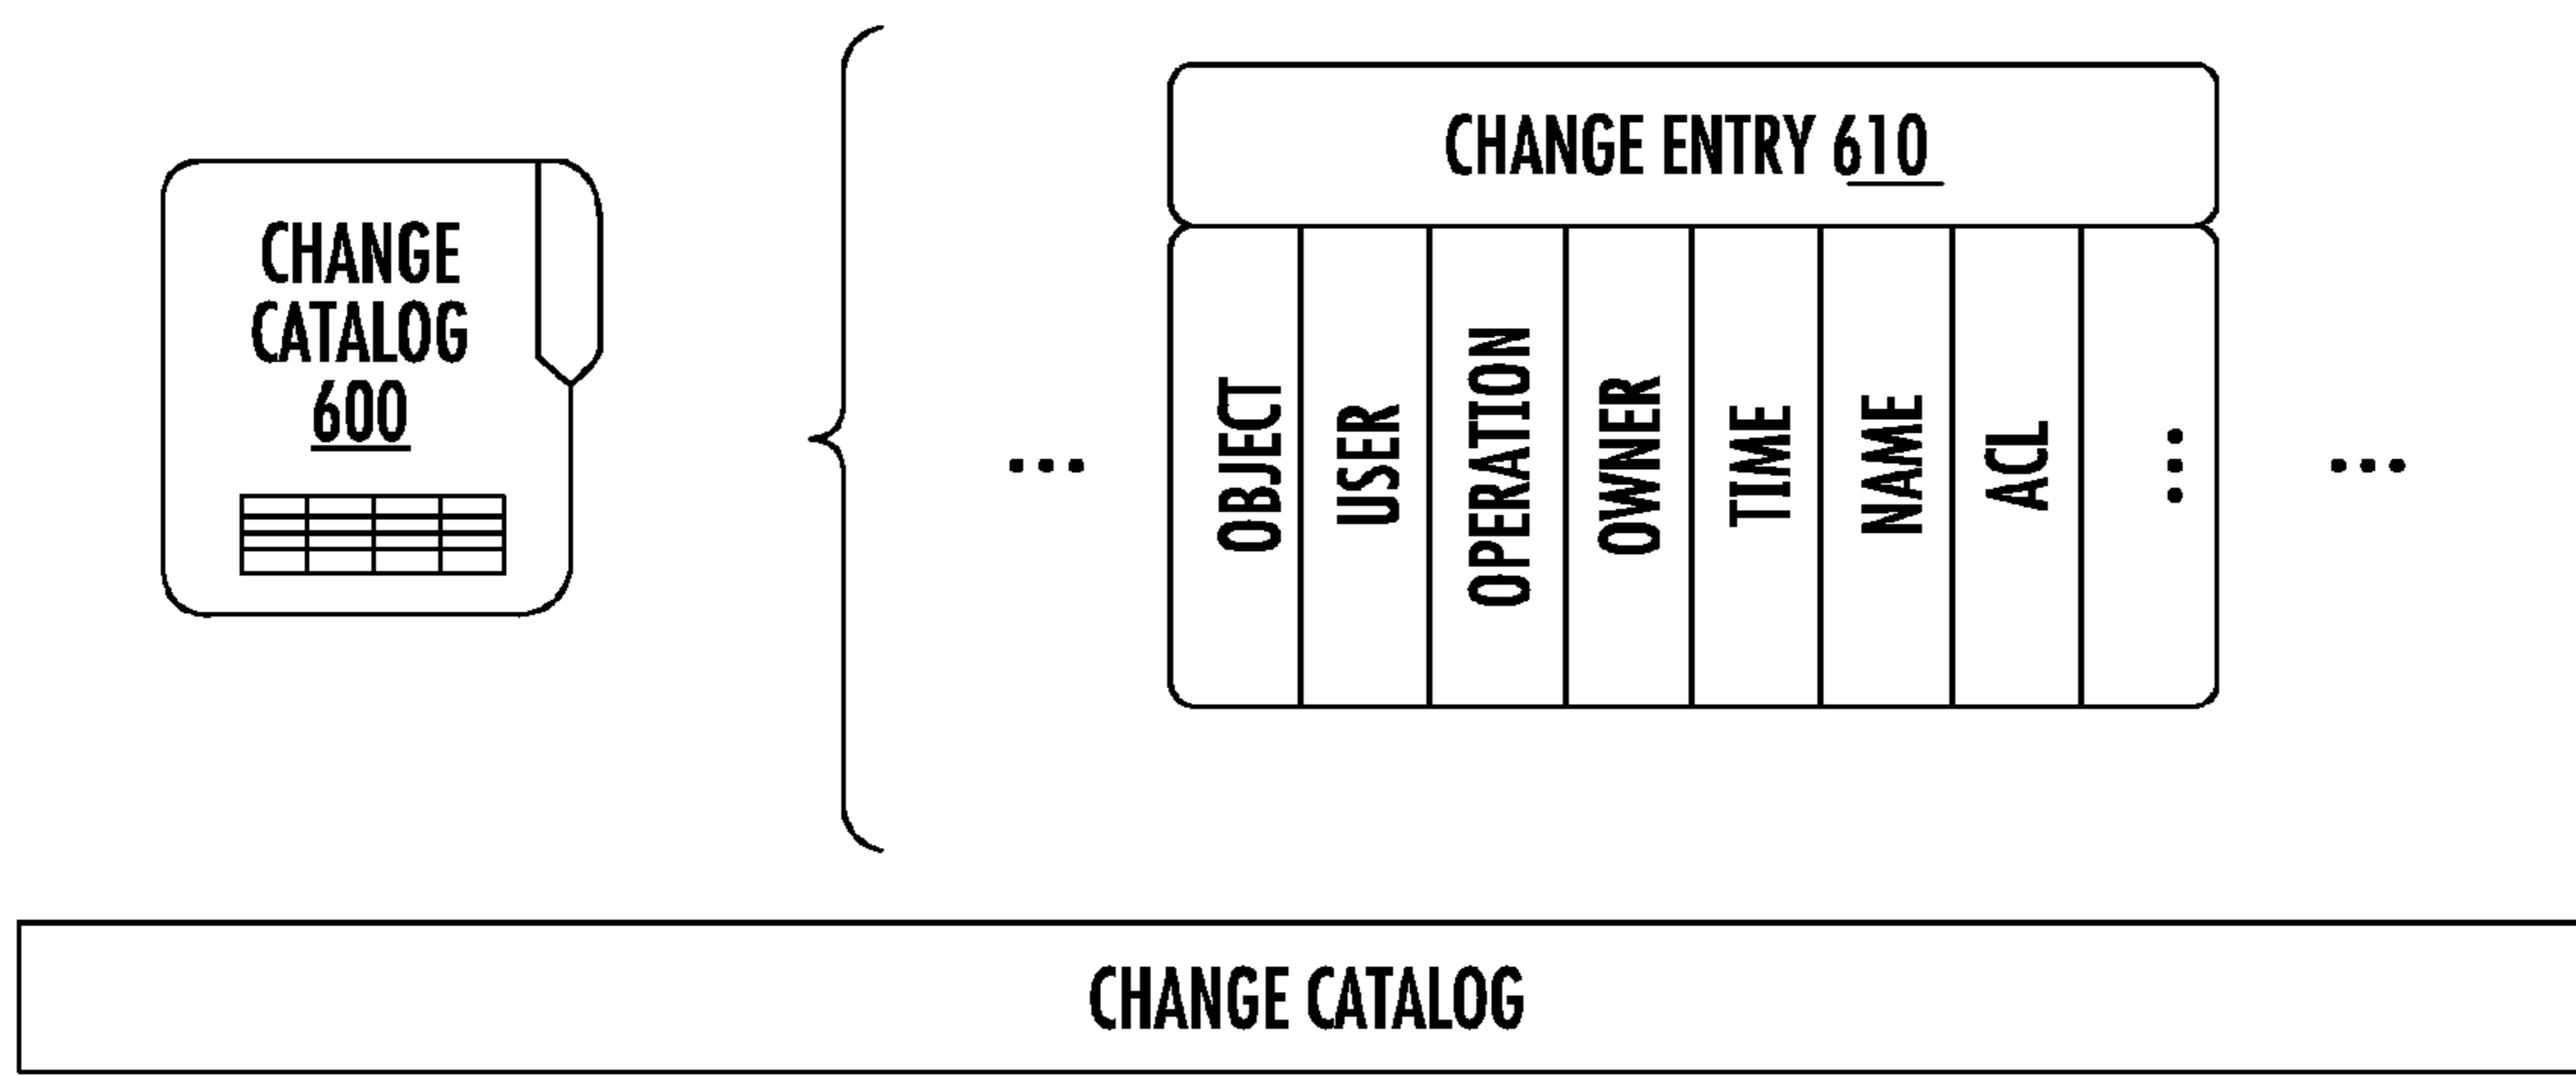 CHANGE
CATALOG
600
CHANGE ENTRY 610
OBJECT
USER
OPERATION
OWNER
TIME
NAME
ACL
CHANGE CATALOG